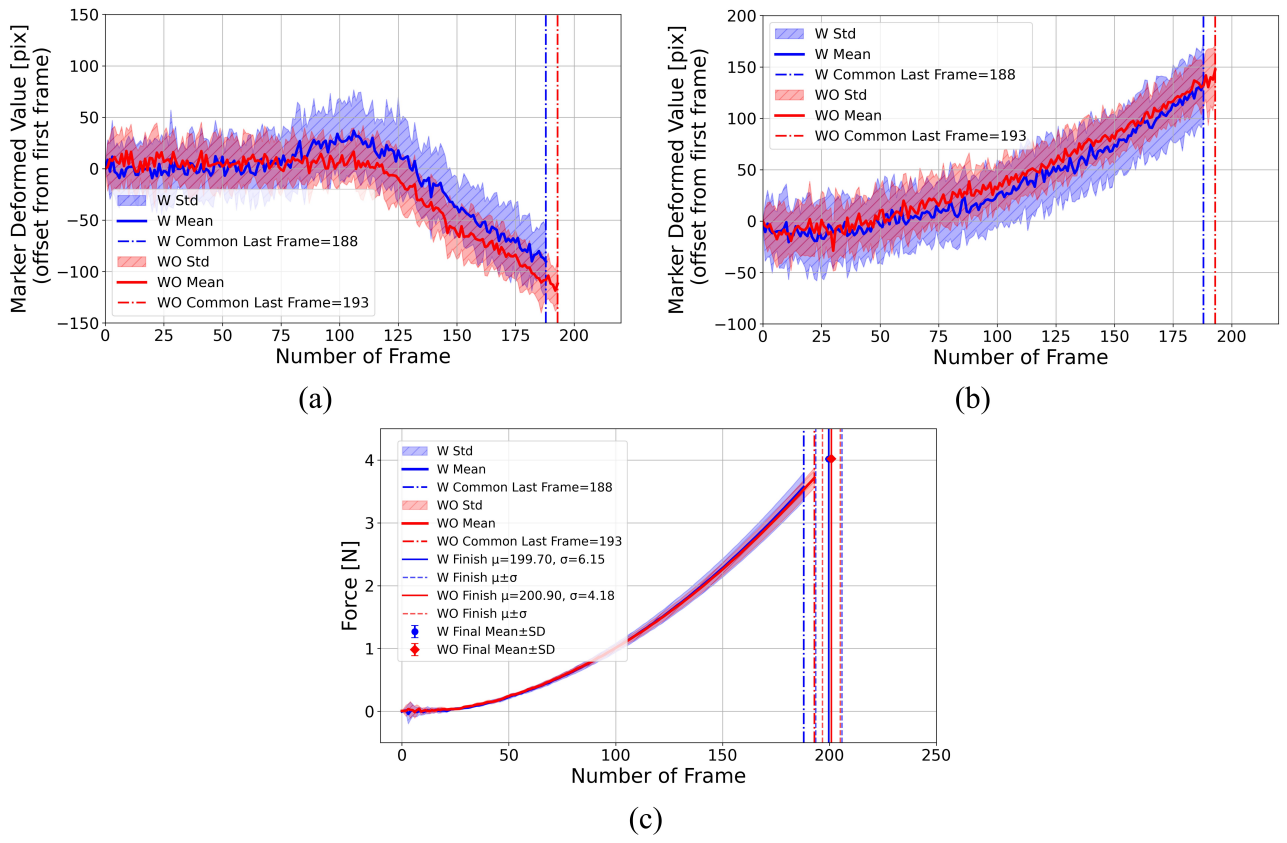 Marker Deformed Value [pix]
(offset from first frame)
150
100
50
0
−50
−100
−150
W Std
W Mean
W Common Last Frame=188
WO Std
WO Mean
WO Common Last Frame=193
0 25 50 75 100 125 150 175 200
Number of Frame
(a)
Marker Deformed Value [pix]
(offset from first frame)
200
150
100
50
0
−50
−100
W Std
W Mean
W Common Last Frame=188
WO Std
WO Mean
WO Common Last Frame=193
0 25 50 75 100 125 150 175 200
Number of Frame
(b)
Force [N]
4
3
2
1
0
W Std
W Mean
W Common Last Frame=188
WO Std
WO Mean
WO Common Last Frame=193
W Finish μ=199.70, σ=6.15
W Finish μ±σ
WO Finish μ=200.90, σ=4.18
WO Finish μ±σ
W Final Mean±SD
WO Final Mean±SD
0 50 100 150 200 250
Number of Frame
(c)